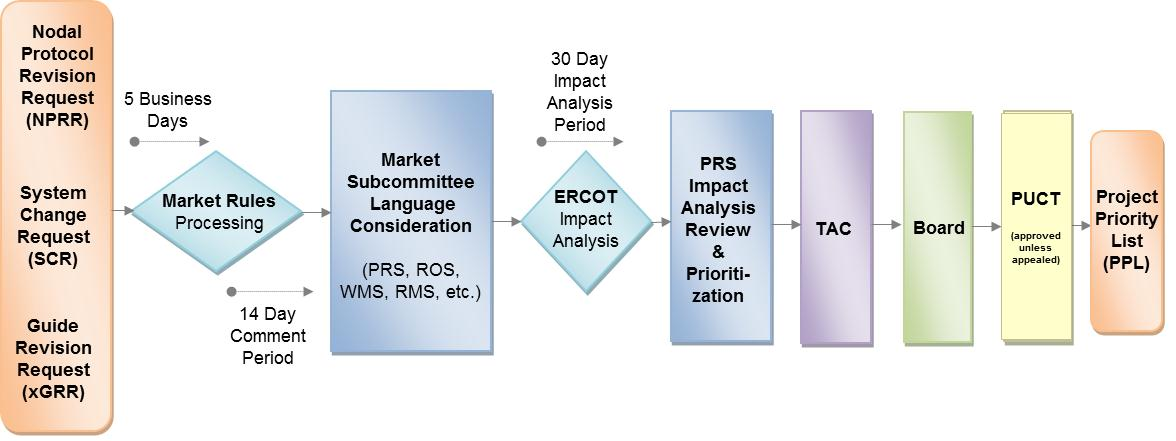 Nodal
Protocol
Revision
Request
(NPRR)
System
Change
Request
(SCR)
Guide
Revision
Request
(xGRR)
5 Business
Days
Market Rules
Processing
14 Day
Comment
Period
Market
Subcommittee
Language
Consideration
(PRS, ROS,
WMS, RMS, etc.)
30 Day
Impact
Analysis
Period
ERCOT
Impact
Analysis
PRS
Impact
Analysis
Review
&
Prioriti-
zation
TAC
Board
PUCT
(approved
unless
appealed)
Project
Priority
List
(PPL)